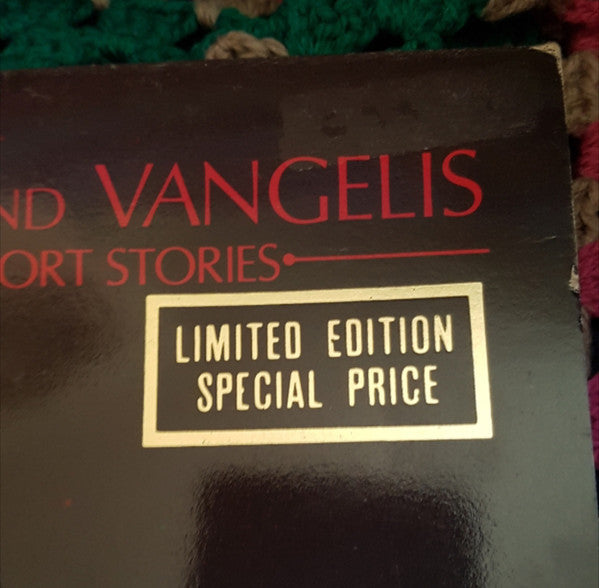 ND VANGELIS
ORT STORIES
LIMITED EDITION
SPECIAL PRICE